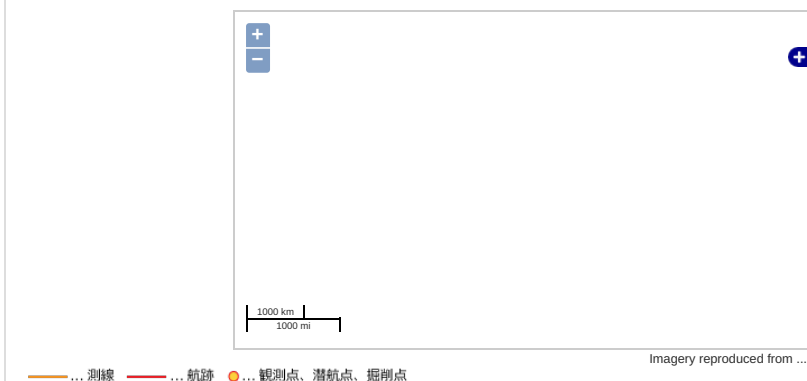 +
−
+
1000 km
1000 mi
Imagery reproduced from ...
... 測線 ... 航跡 ... 観測点、潜航点、掘削点